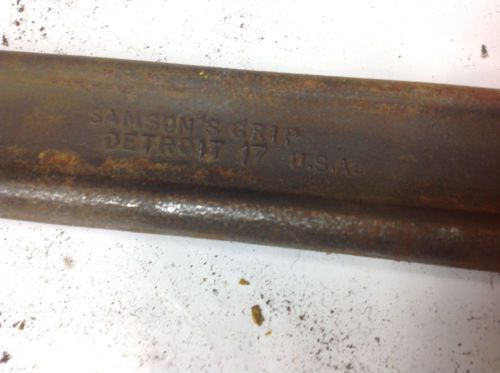 SAMSON'S GRIP
DETROIT 17 U.S.A.